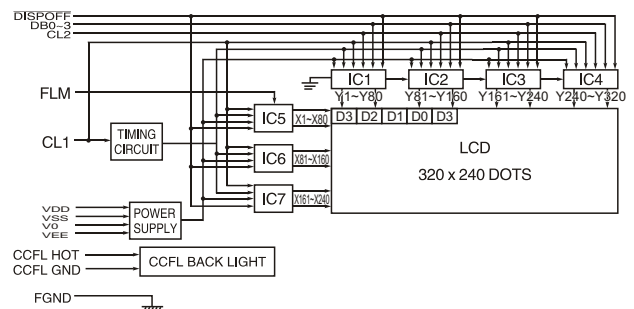 DISPOFF
DB0~3
CL2
IC1
IC2
IC3
IC4
FLM
Y1~Y80
Y81~Y160
Y161~Y240
Y240~Y320
IC5
X1~X80
D3
D2
D1
D0
D3
CL1
TIMING
CIRCUIT
LCD
IC6
X81~X160
320 x 240 DOTS
IC7
X161~X240
VDD
VSS
V0
VEE
POWER
SUPPLY
CCFL HOT
CCFL GND
CCFL BACK LIGHT
FGND